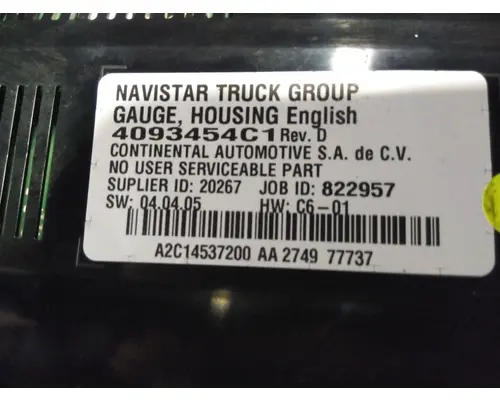 NAVISTAR TRUCK GROUP
GAUGE, HOUSING English
4093454C1 Rev. D
CONTINENTAL AUTOMOTIVE S.A. de C.V.
NO USER SERVICEABLE PART
SUPLIER ID: 20267 JOB ID: 822957
SW: 04.04.05 HW: C6-01
A2C14537200 AA 2749 77737